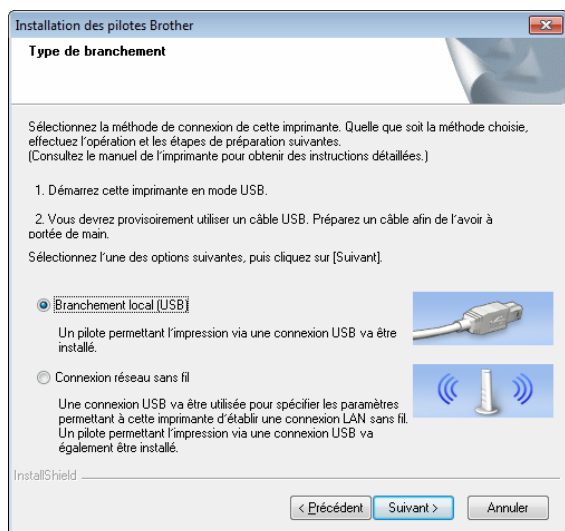 Installation des pilotes Brother
Type de branchement
Sélectionnez la méthode de connexion de cette imprimante. Quelle que soit la méthode choisie,
effectuez l'opération et les étapes de préparation suivantes.
(Consultez le manuel de l'imprimante pour obtenir des instructions détaillées.)
1. Démarrez cette imprimante en mode USB.
2. Vous devrez provisoirement utiliser un câble USB. Préparez un câble afin de l'avoir à
portée de main.
Sélectionnez l'une des options suivantes, puis cliquez sur [Suivant].
Branchement local (USB)
Un pilote permettant l'impression via une connexion USB va être
installé.
Connexion réseau sans fil
Une connexion USB va être utilisée pour spécifier les paramètres
permettant à cette imprimante d'établir une connexion LAN sans fil.
Un pilote permettant l'impression via une connexion USB va
également être installé.
InstallShield
< Précédent
Suivant >
Annuler